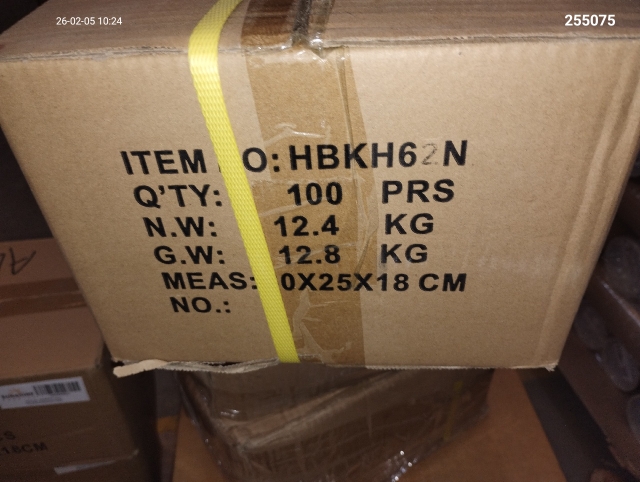 26-02-05 10:24
255075
ITEM O: HBKH62N
Q'TY: 100 PRS
N.W: 12.4 KG
G.W: 12.8 KG
MEAS: 0X25X18 CM
NO.:
18CM